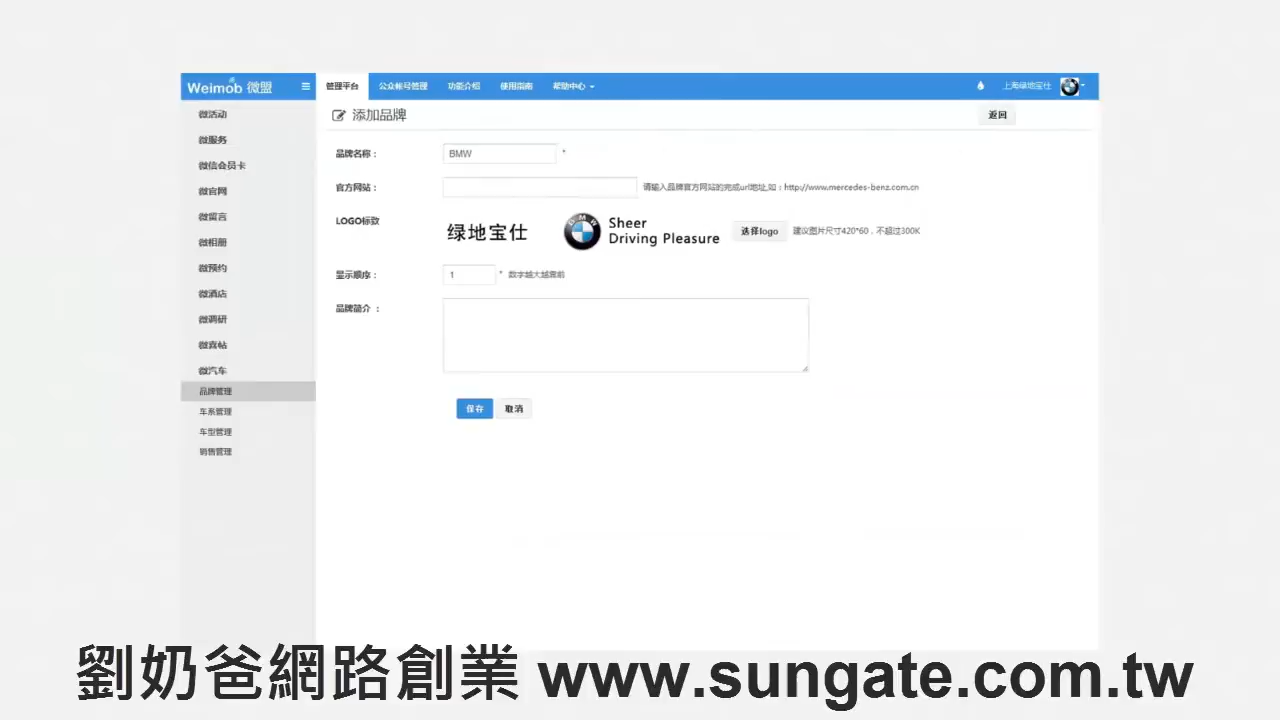 Weimob 微盟
管理平台 公众帐号管理 功能介绍 使用指南 帮助中心
上海绿地宝仕
微活动
微服务
微信会员卡
微官网
微留言
微相册
微预约
微酒店
微调研
微喜帖
微汽车
品牌管理
车系管理
车型管理
销售管理
添加品牌
返回
品牌名称： BMW *
官方网站： 请输入品牌官方网站的完成url地址,如：http://www.mercedes-benz.com.cn
LOGO标致
绿地宝仕
BMW
Sheer
Driving Pleasure
选择logo 建议图片尺寸420*60，不超过300K
显示顺序： 1 * 数字越大越靠前
品牌简介 ：
保存 取消
劉奶爸網路創業 www.sungate.com.tw